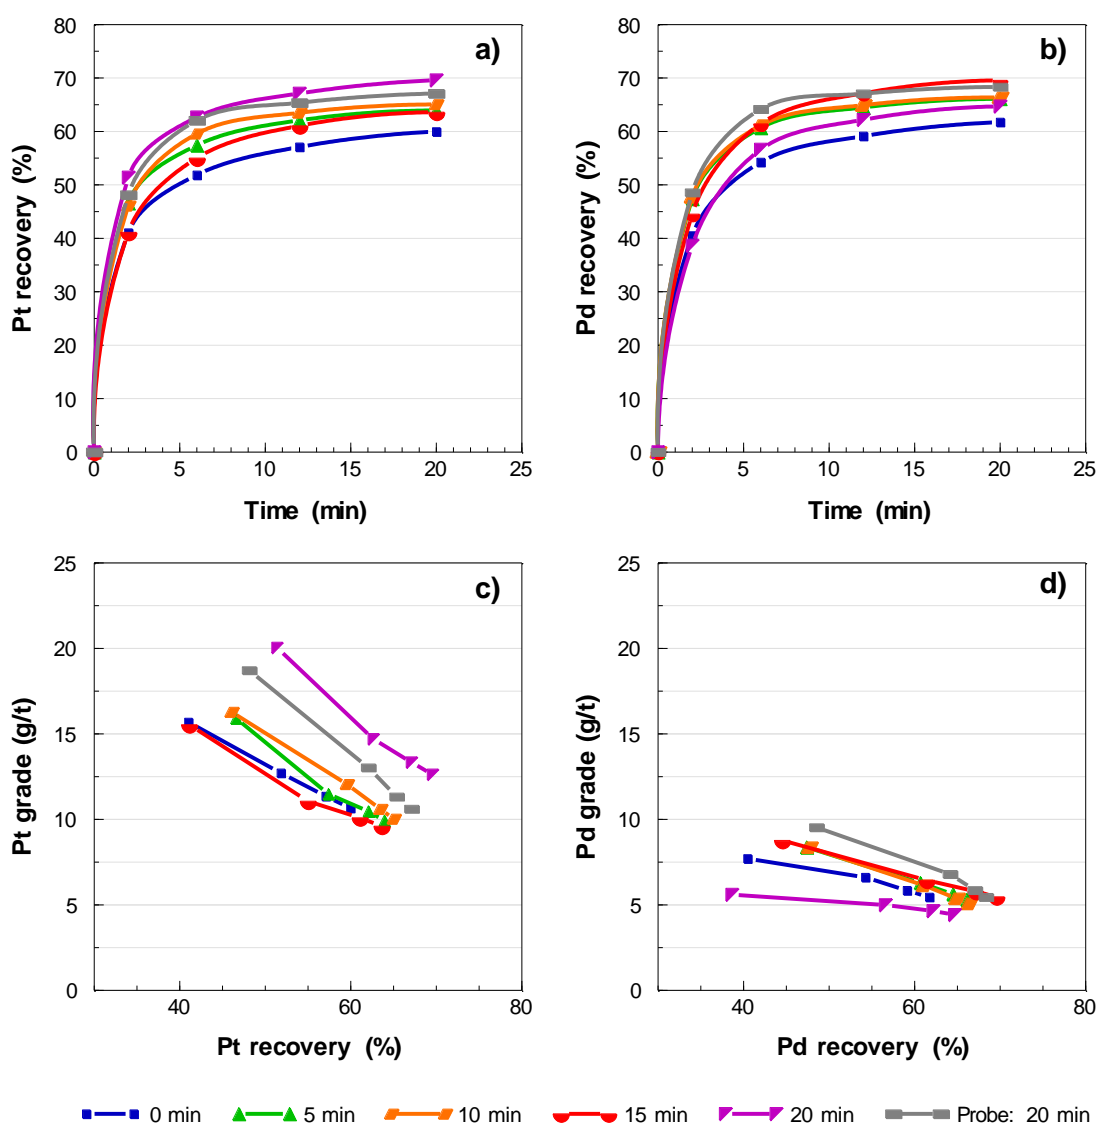 a)
80
70
60
50
40
30
20
10
0
Pt recovery (%)
0 5 10 15 20 25
Time (min)
b)
80
70
60
50
40
30
20
10
0
Pd recovery (%)
0 5 10 15 20 25
Time (min)
c)
25
20
15
10
5
0
Pt grade (g/t)
40 60 80
Pt recovery (%)
d)
25
20
15
10
5
0
Pd grade (g/t)
40 60 80
Pd recovery (%)
0 min 5 min 10 min 15 min 20 min Probe: 20 min